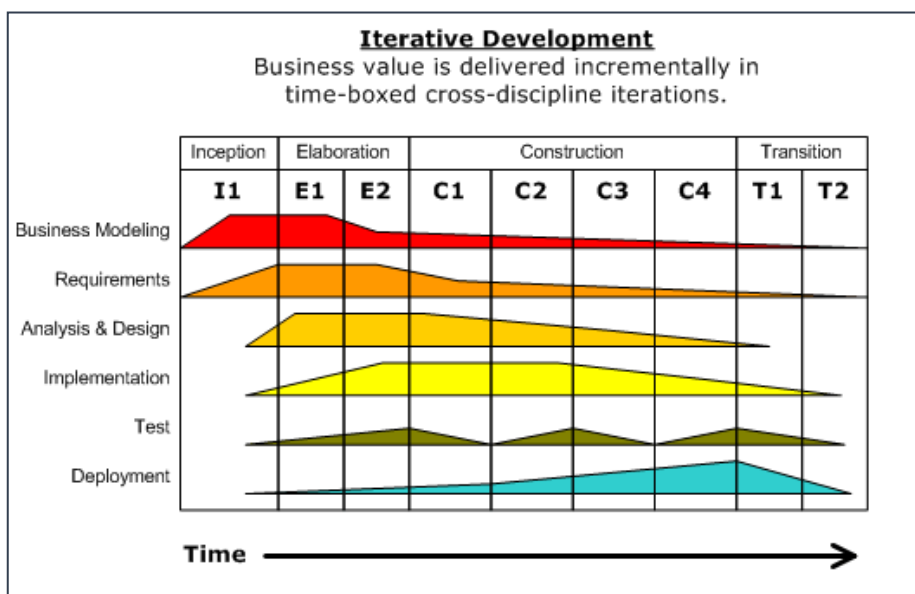 Iterative Development
Business value is delivered incrementally in
time-boxed cross-discipline iterations.
Inception Elaboration Construction Transition
I1 E1 E2 C1 C2 C3 C4 T1 T2
Business Modeling
Requirements
Analysis & Design
Implementation
Test
Deployment
Time